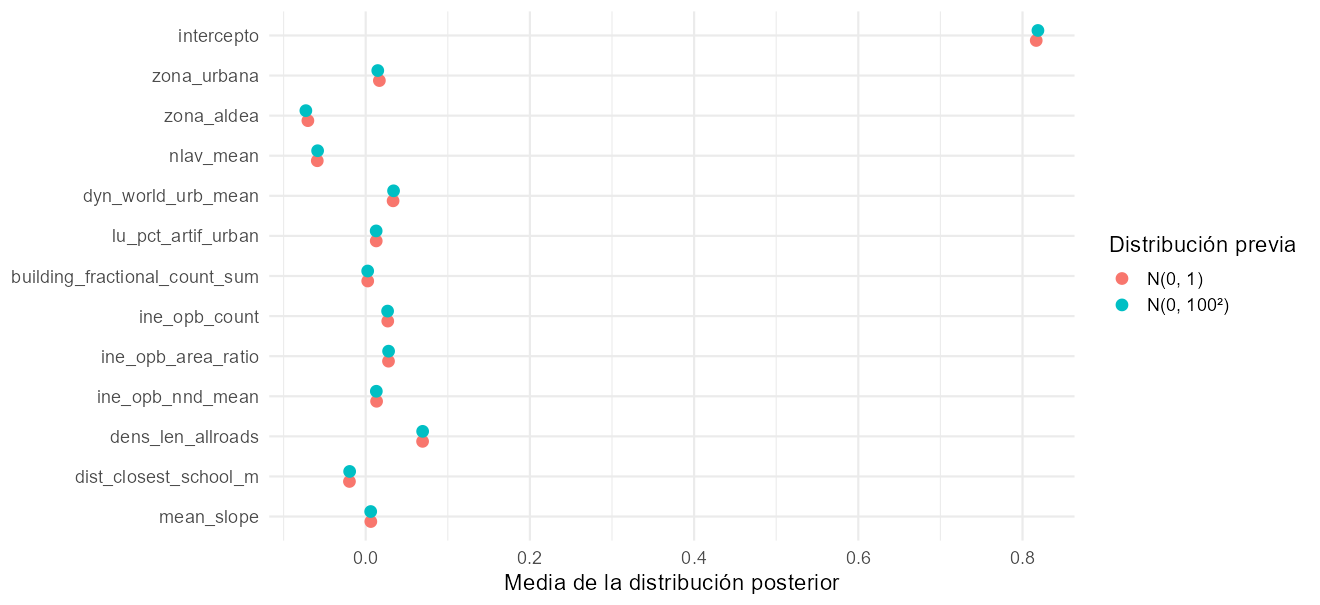 intercepto
zona_urbana
zona_aldea
nlav_mean
dyn_world_urb_mean
lu_pct_artif_urban
building_fractional_count_sum
ine_opb_count
ine_opb_area_ratio
ine_opb_nnd_mean
dens_len_allroads
dist_closest_school_m
mean_slope
0.0 0.2 0.4 0.6 0.8
Media de la distribución posterior
Distribución previa
N(0, 1)
N(0, 100²)